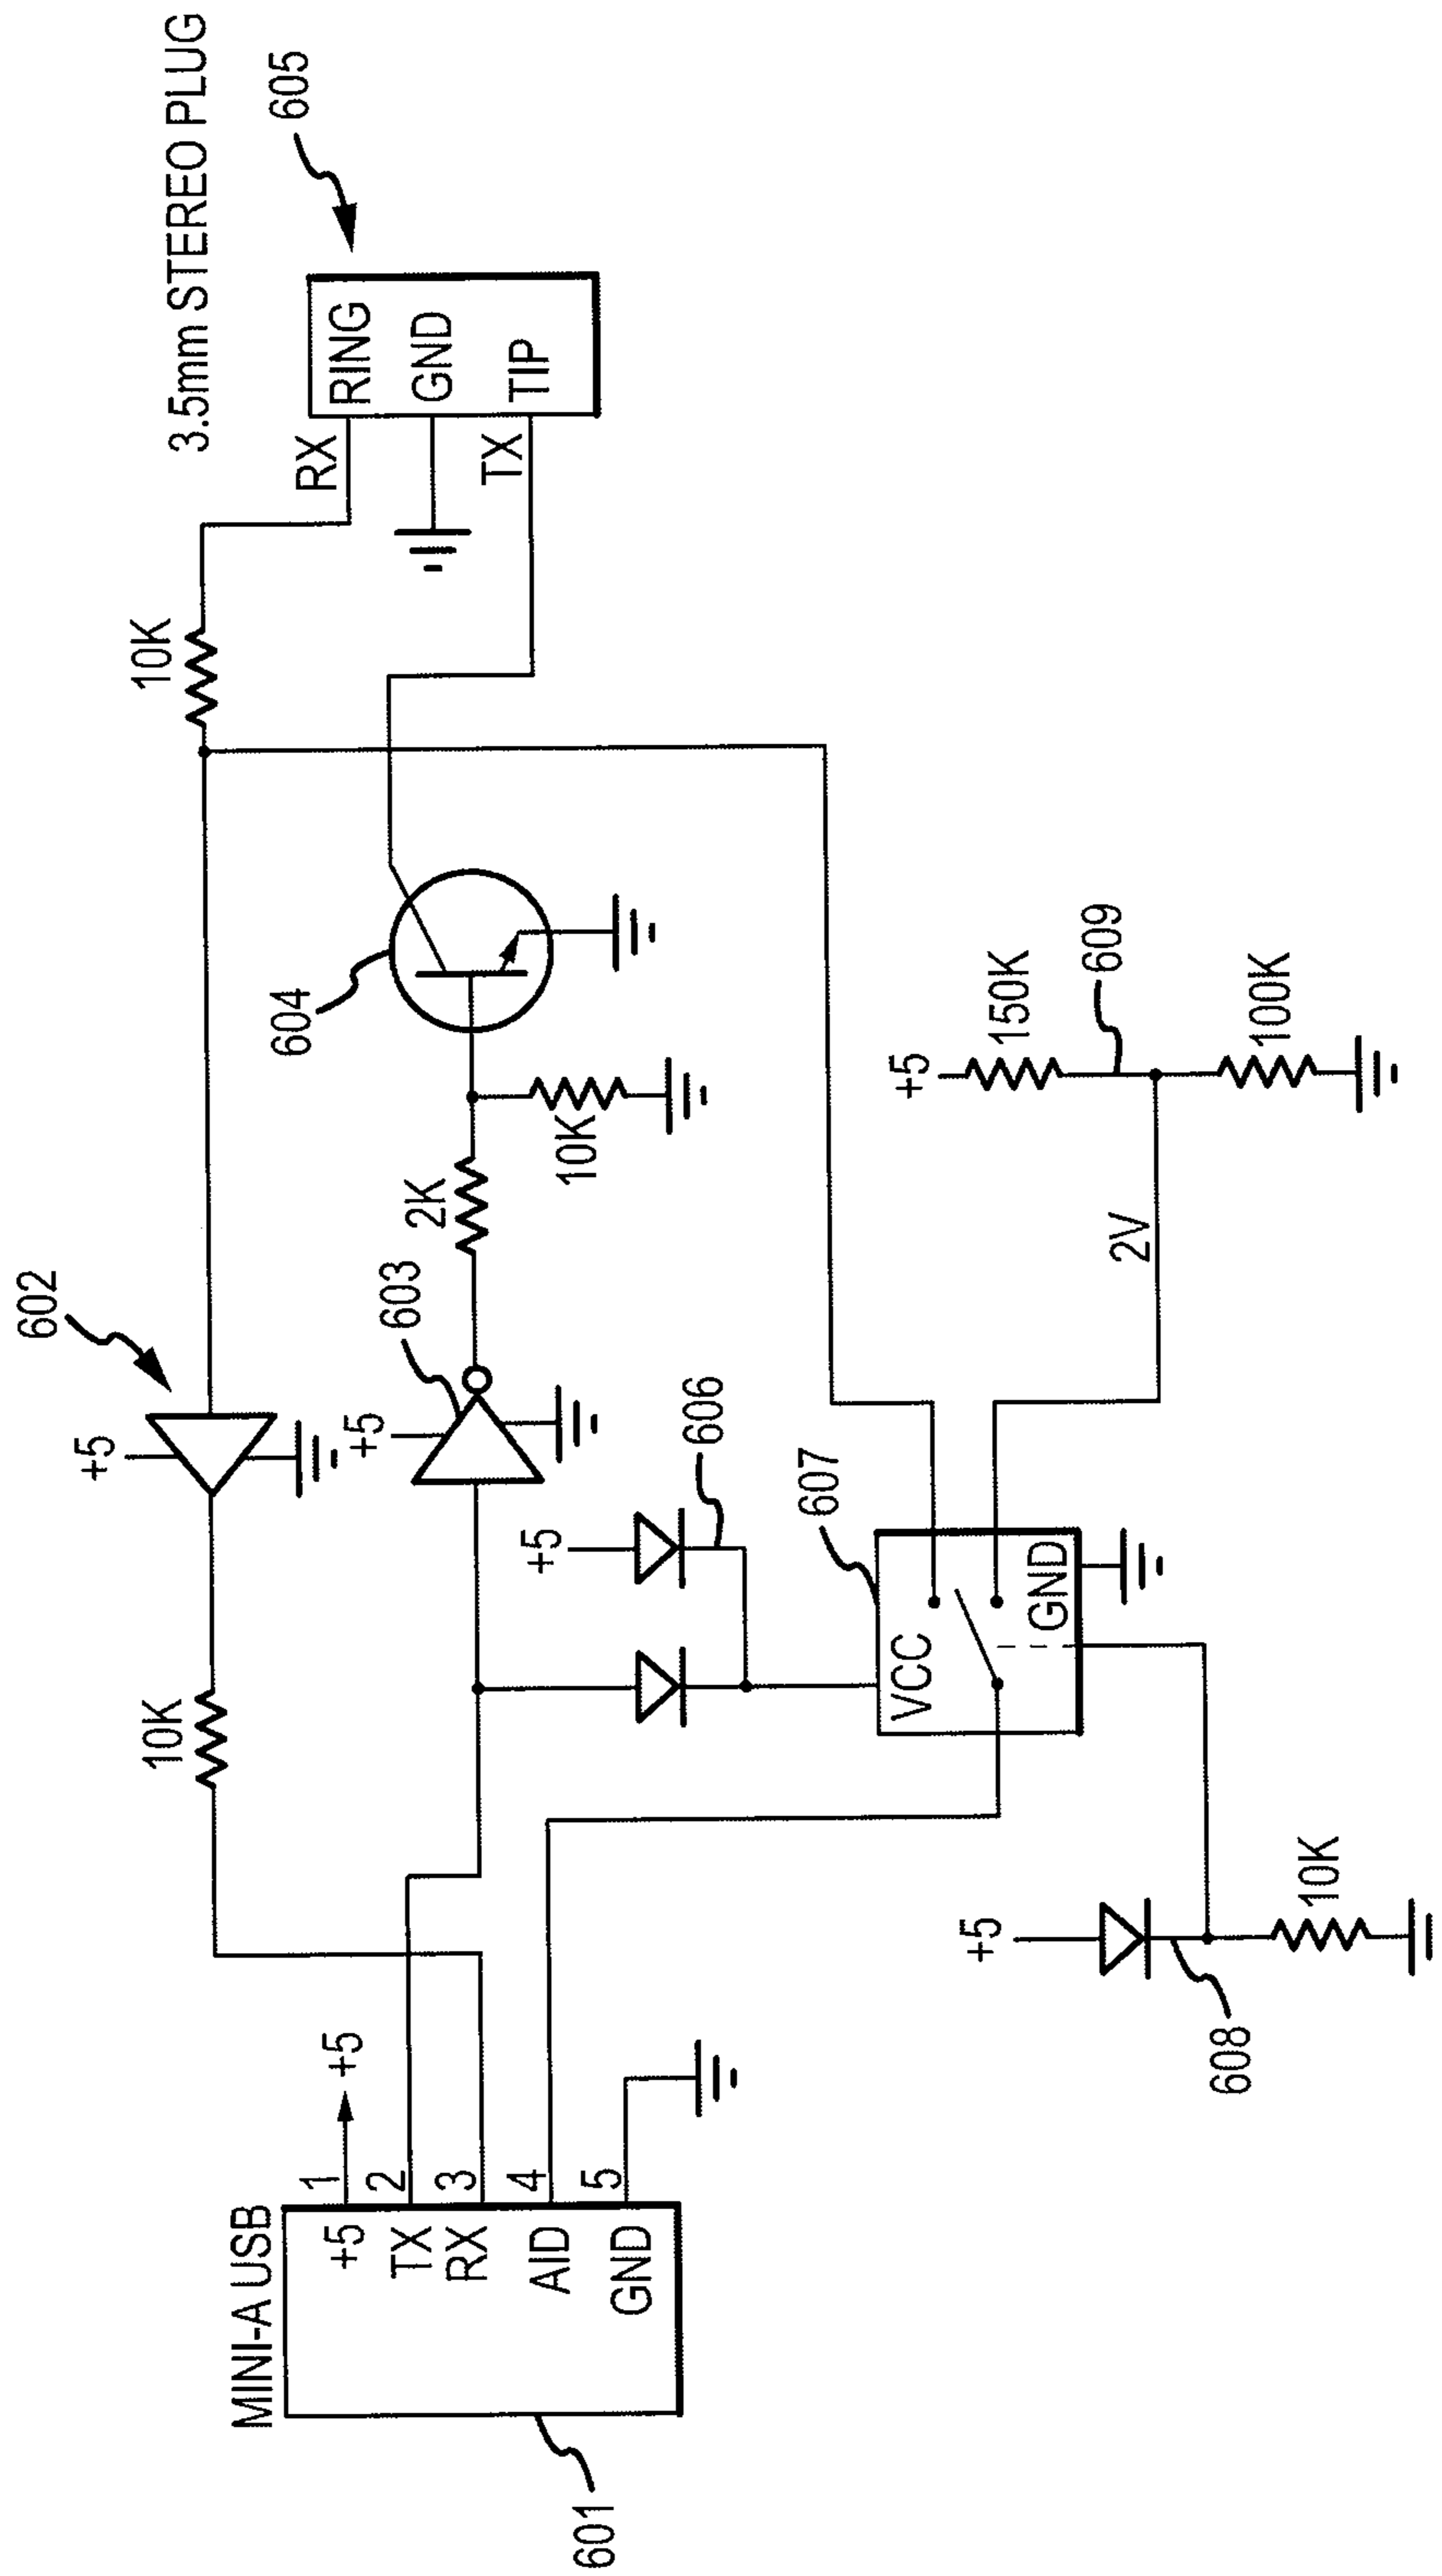 3.5mm STEREO PLUG
605
RING
GND
TIP
RX
TX
10K
604
10K
2K
602
+5
603
+5
606
+5
607
VCC
GND
150K
+5
609
100K
2V
10K
MINI-A USB
+5
TX
RX
AID
GND
1
2
3
4
5
+5
601
+5
608
10K